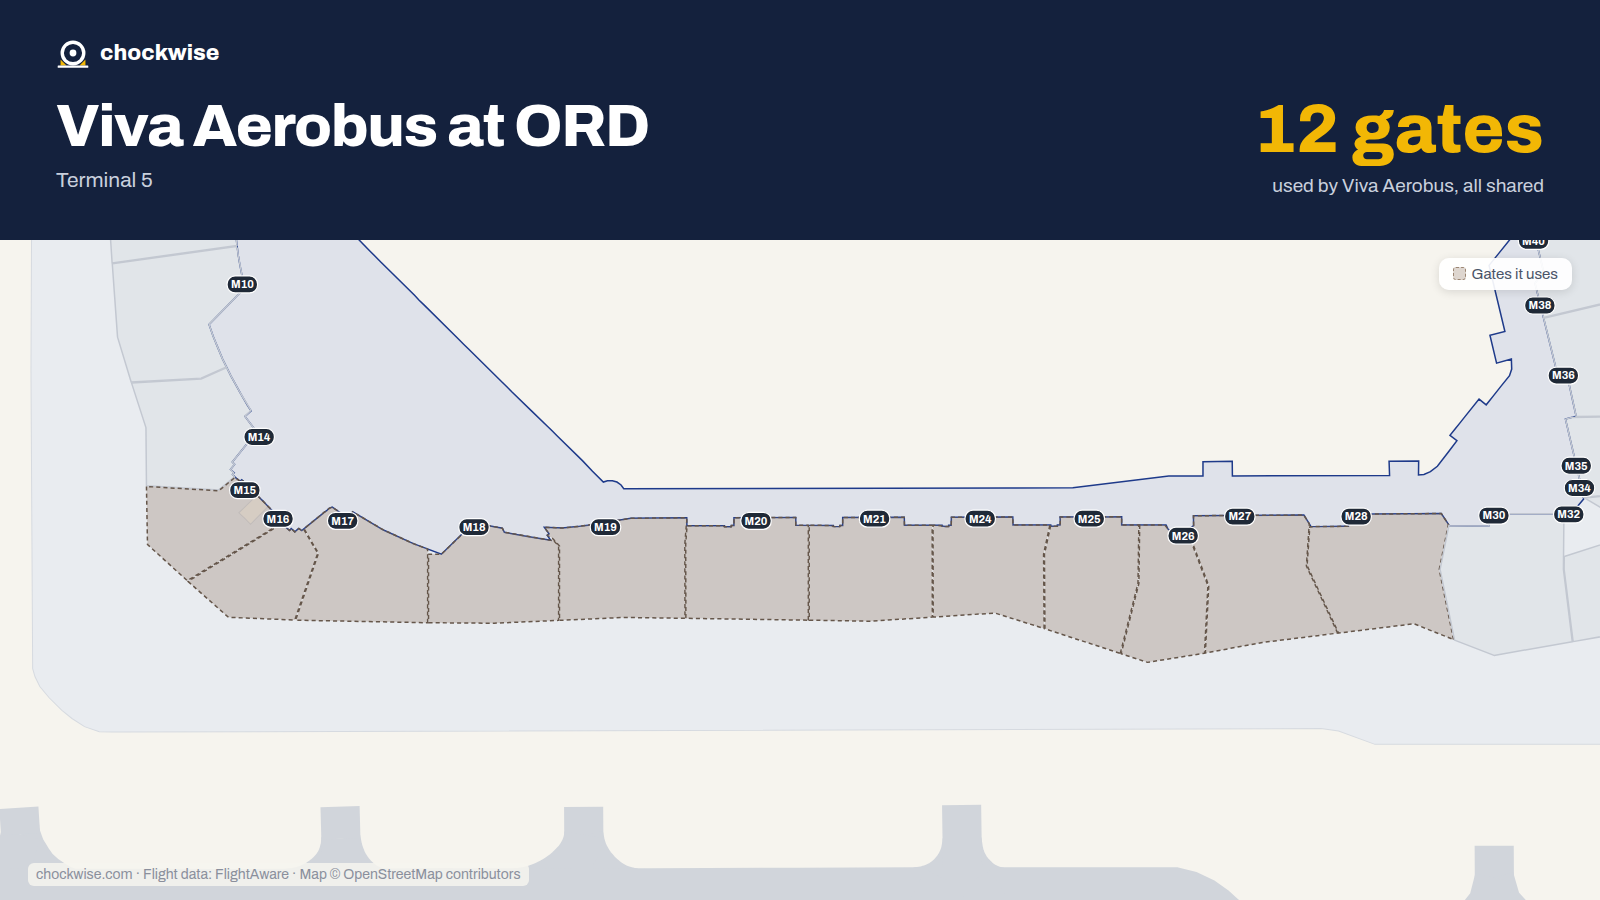 chockwise
Viva Aerobus at ORD
Terminal 5
12 gates
used by Viva Aerobus, all shared
M40
Gates it uses
M10
M38
M36
M14
M35
M15
M34
M16
M17
M18
M19
M20
M21
M24
M25
M26
M27
M28
M30
M32
chockwise.com · Flight data: FlightAware · Map © OpenStreetMap contributors